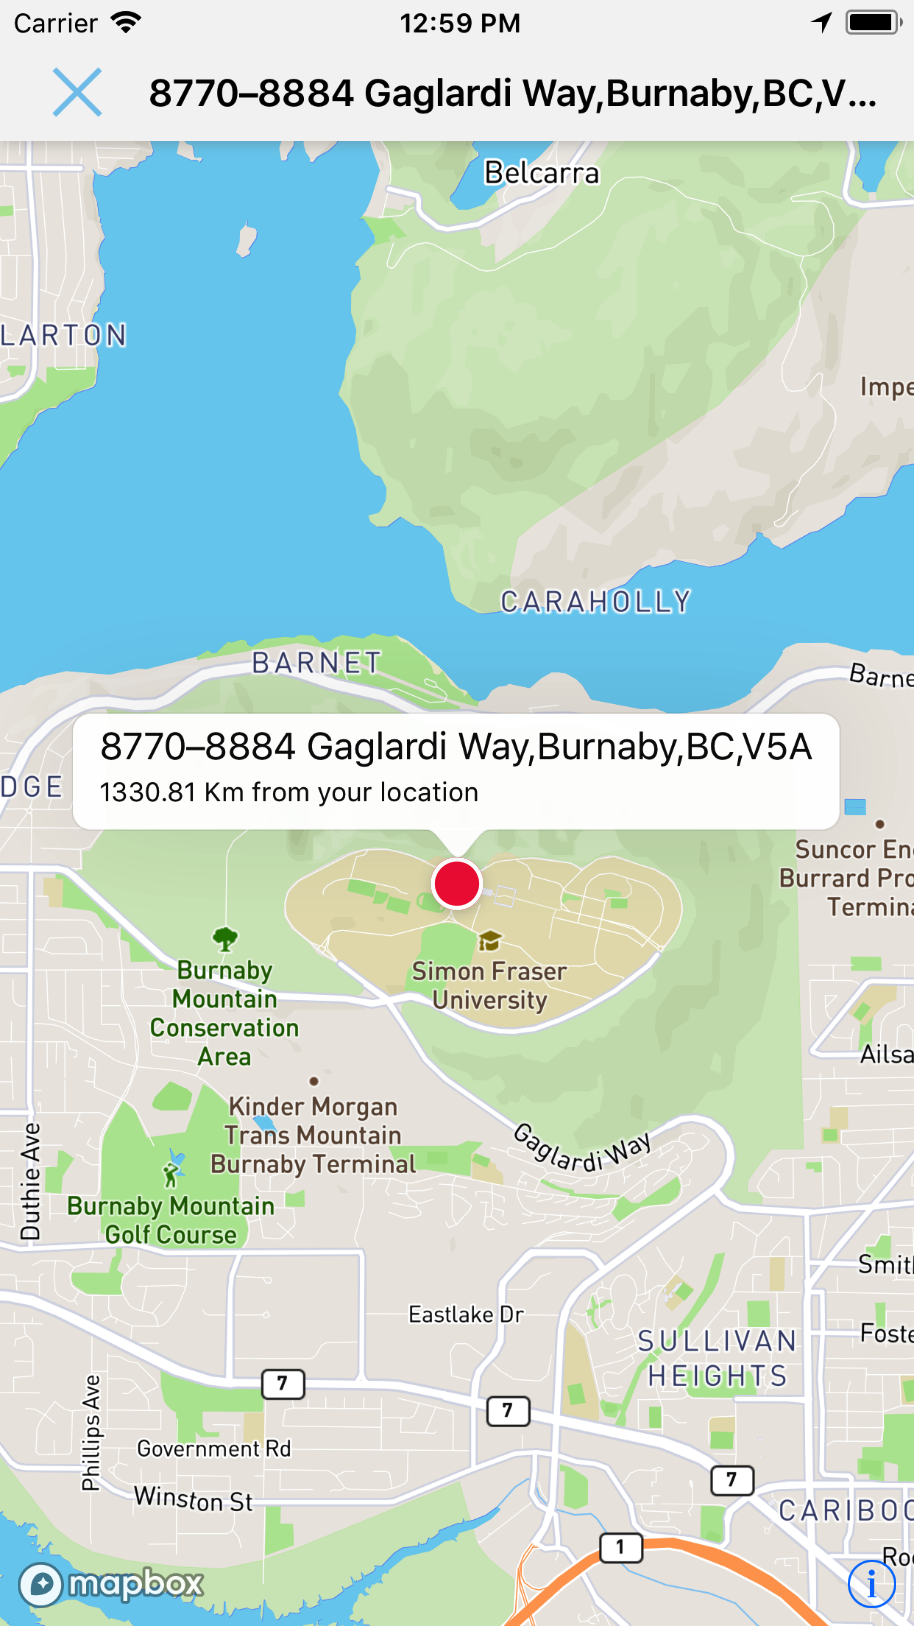 Carrier
12:59 PM
8770–8884 Gaglardi Way,Burnaby,BC,V...
Belcarra
LARTON
Impe
CARAHOLLY
BARNET
Barne
8770–8884 Gaglardi Way,Burnaby,BC,V5A
1330.81 Km from your location
DGE
Suncor En
Burrard Pro
Termina
Burnaby
Mountain
Conservation
Area
Simon Fraser
University
Ailsa
Kinder Morgan
Trans Mountain
Burnaby Terminal
Gaglardi Way
Duthie Ave
Burnaby Mountain
Golf Course
Smit
Eastlake Dr
Foste
SULLIVAN
HEIGHTS
7
7
Phillips Ave
Government Rd
7
Winston St
CARIBOO
1
Roc
mapbox
i